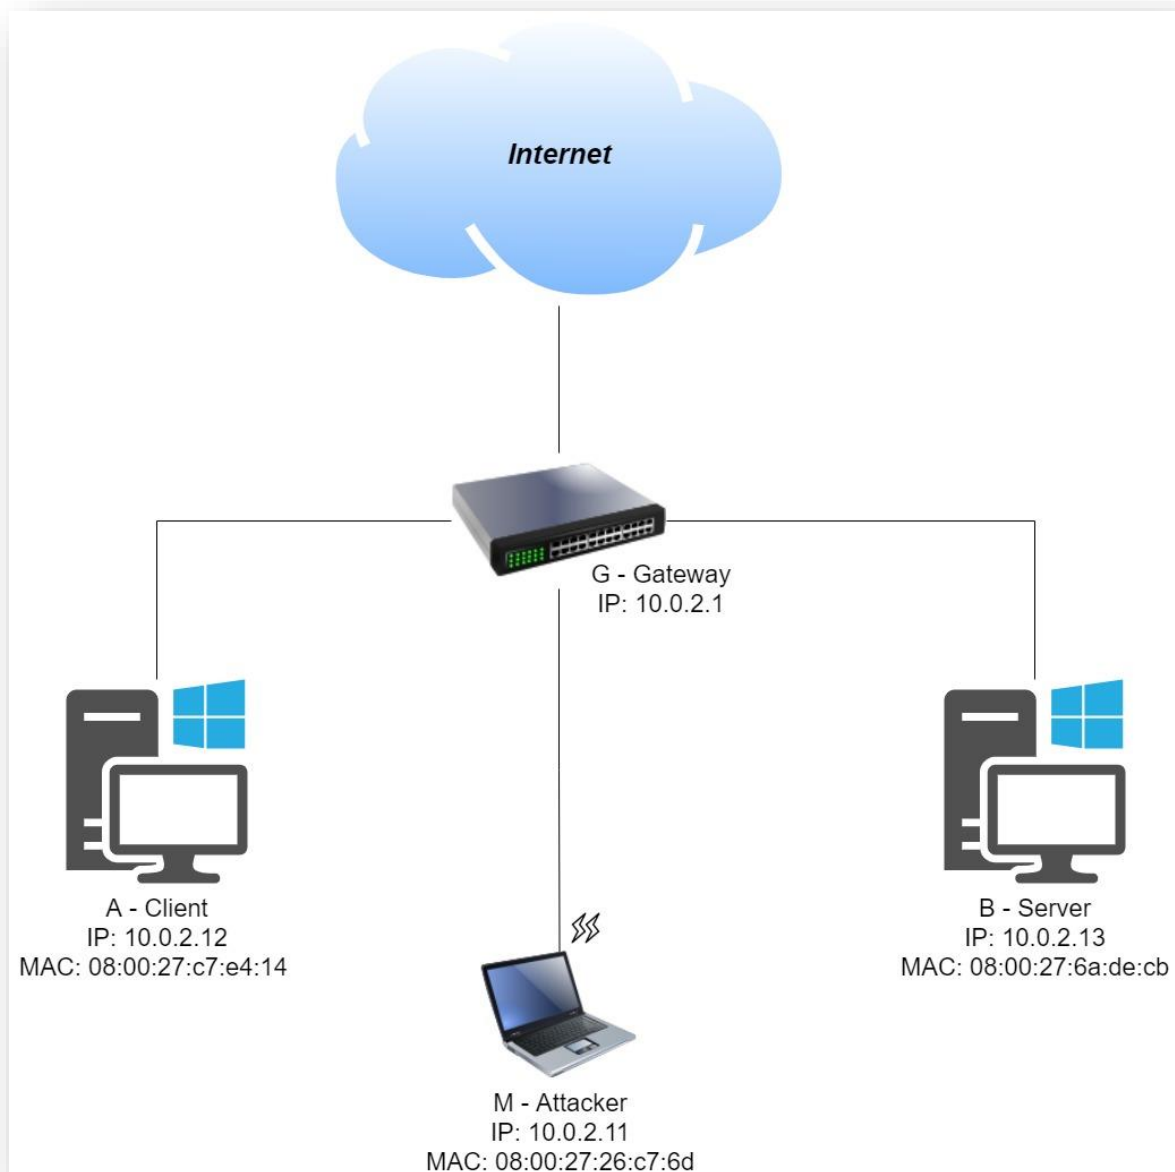 Internet
G - Gateway
IP: 10.0.2.1
A - Client
IP: 10.0.2.12
MAC: 08:00:27:c7:e4:14
B - Server
IP: 10.0.2.13
MAC: 08:00:27:6a:de:cb
M - Attacker
IP: 10.0.2.11
MAC: 08:00:27:26:c7:6d